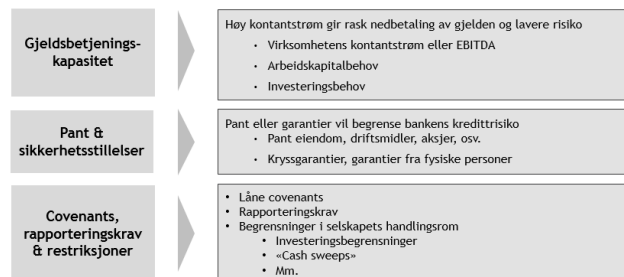 Gjeldsbetjenings-
kapasitet
Høy kontantstrøm gir rask nedbetaling av gjelden og lavere risiko
• Virksomhetens kontantstrøm eller EBITDA
• Arbeidskapitalbehov
• Investeringsbehov
Pant &
sikkerhetsstillelser
Pant eller garantier vil begrense bankens kredittrisiko
• Pant eiendom, driftsmidler, aksjer, osv.
• Kryssgarantier, garantier fra fysiske personer
Covenants,
rapporteringskrav
& restriksjoner
• Låne covenants
• Rapporteringskrav
• Begrensninger i selskapets handlingsrom
• Investeringsbegrensninger
• «Cash sweeps»
• Mm.